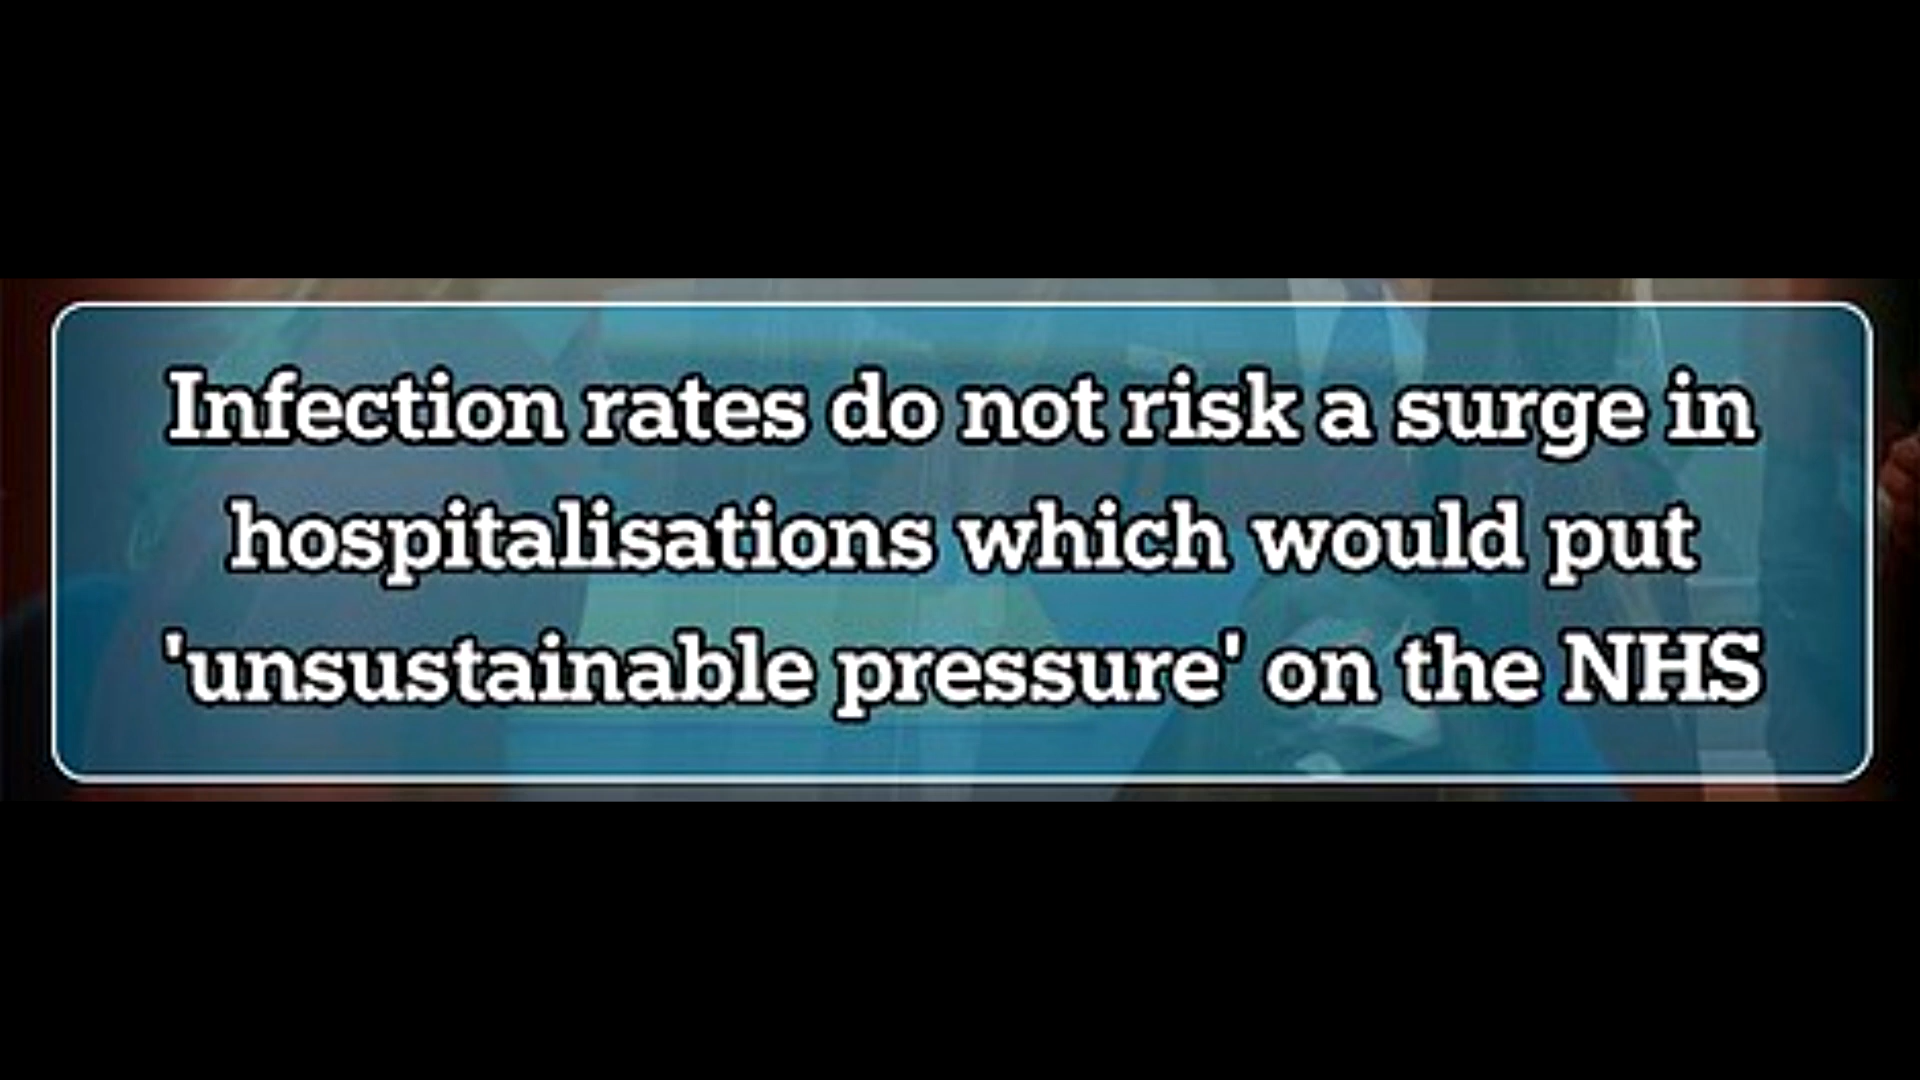 Infection rates do not risk a surge in
hospitalisations which would put
'unsustainable pressure' on the NHS